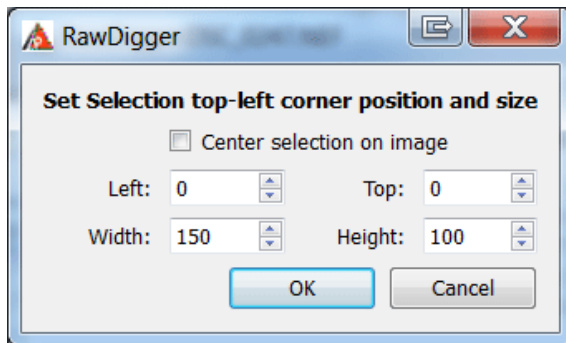 RawDigger
Set Selection top-left corner position and size
Center selection on image
Left: 0 Top: 0
Width: 150 Height: 100
OK Cancel